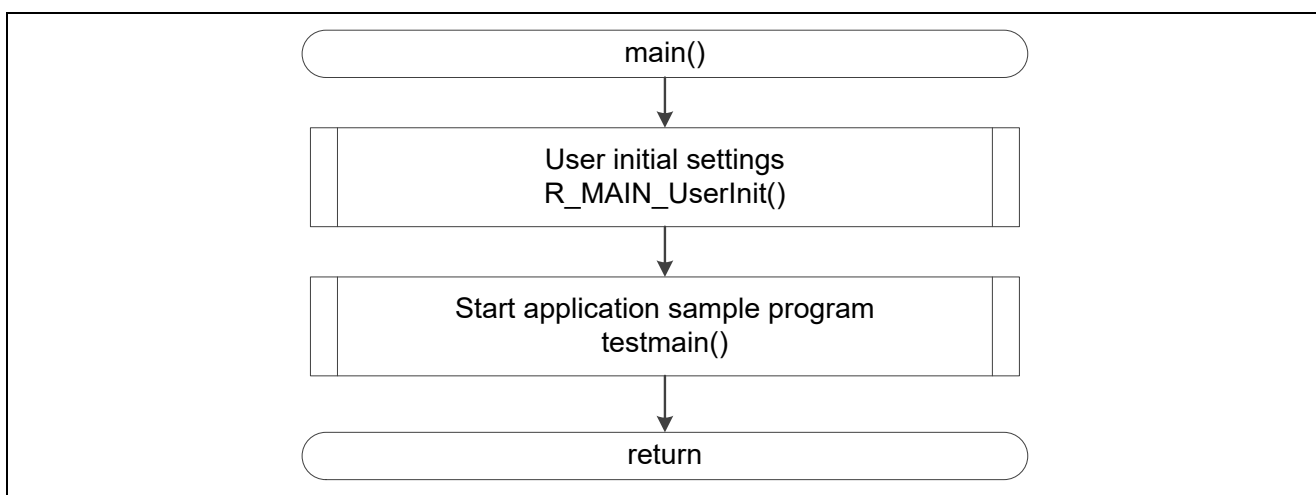 main()
User initial settings
R_MAIN_UserInit()
Start application sample program
testmain()
return